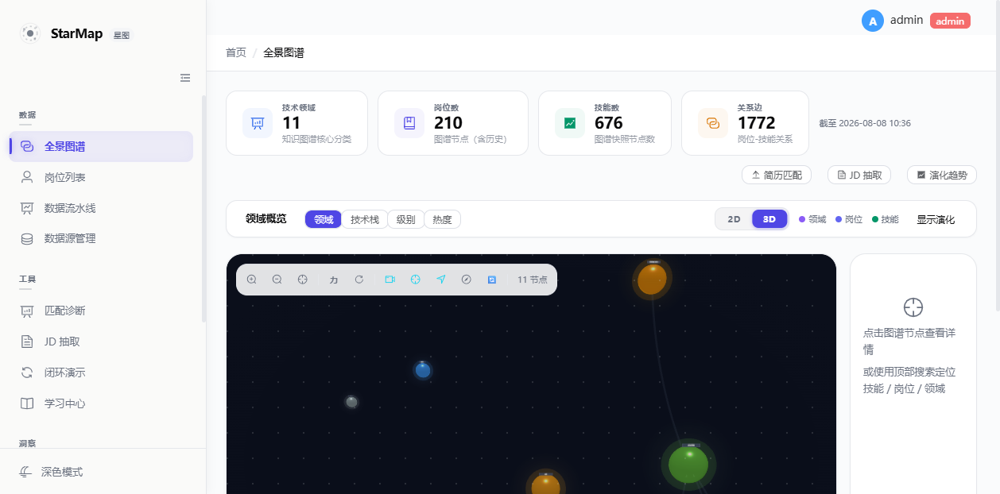 StarMap 星图
A admin admin
首页 / 全景图谱
数据
全景图谱
岗位列表
数据流水线
数据源管理
工具
匹配诊断
JD 抽取
闭环演示
学习中心
洞察
深色模式
技术领域
11
知识图谱核心分类
岗位数
210
图谱节点（含历史）
技能数
676
图谱快照节点数
关系边
1772
岗位-技能关系
截至 2026-08-08 10:36
简历匹配
JD 抽取
演化趋势
领域概览
领域
技术栈
级别
热度
2D
3D
领域
岗位
技能
显示演化
力
11 节点
点击图谱节点查看详
情
或使用顶部搜索定位
技能 / 岗位 / 领域